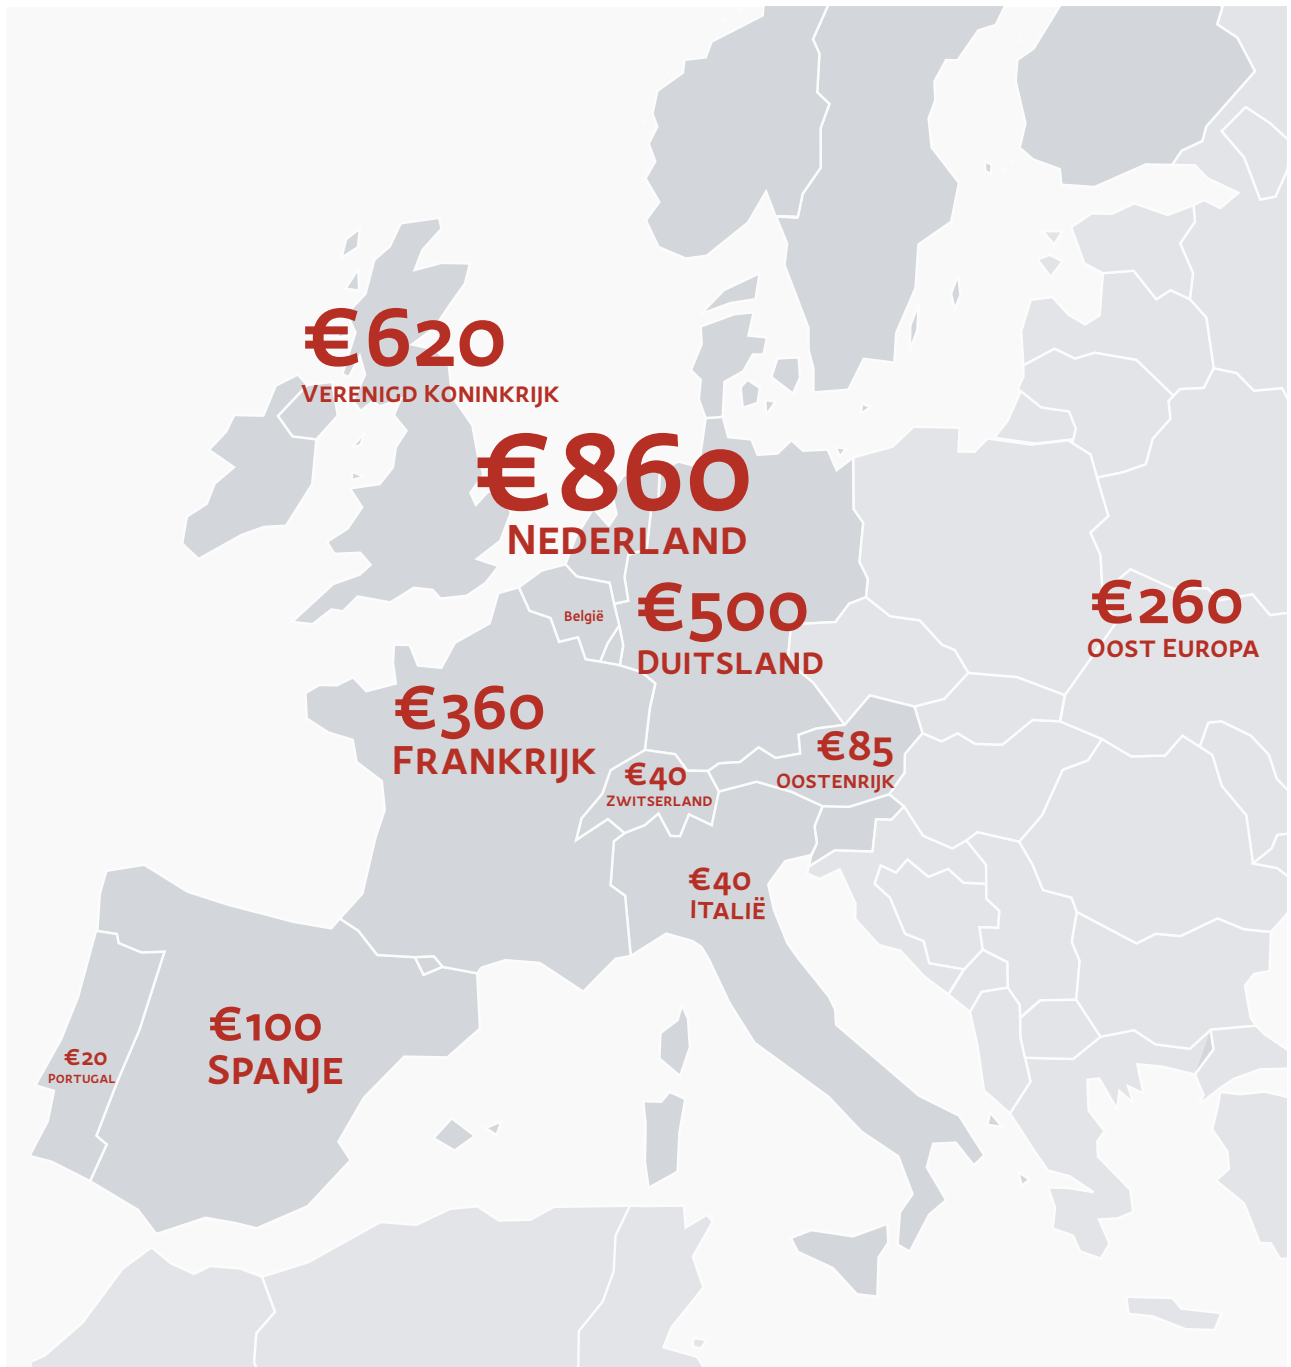 €620
Verenigd Koninkrijk
€860
Nederland
België
€500
Duitsland
€260
Oost Europa
€360
Frankrijk
€85
Oostenrijk
€40
Zwitserland
€40
Italië
€100
Spanje
€20
Portugal